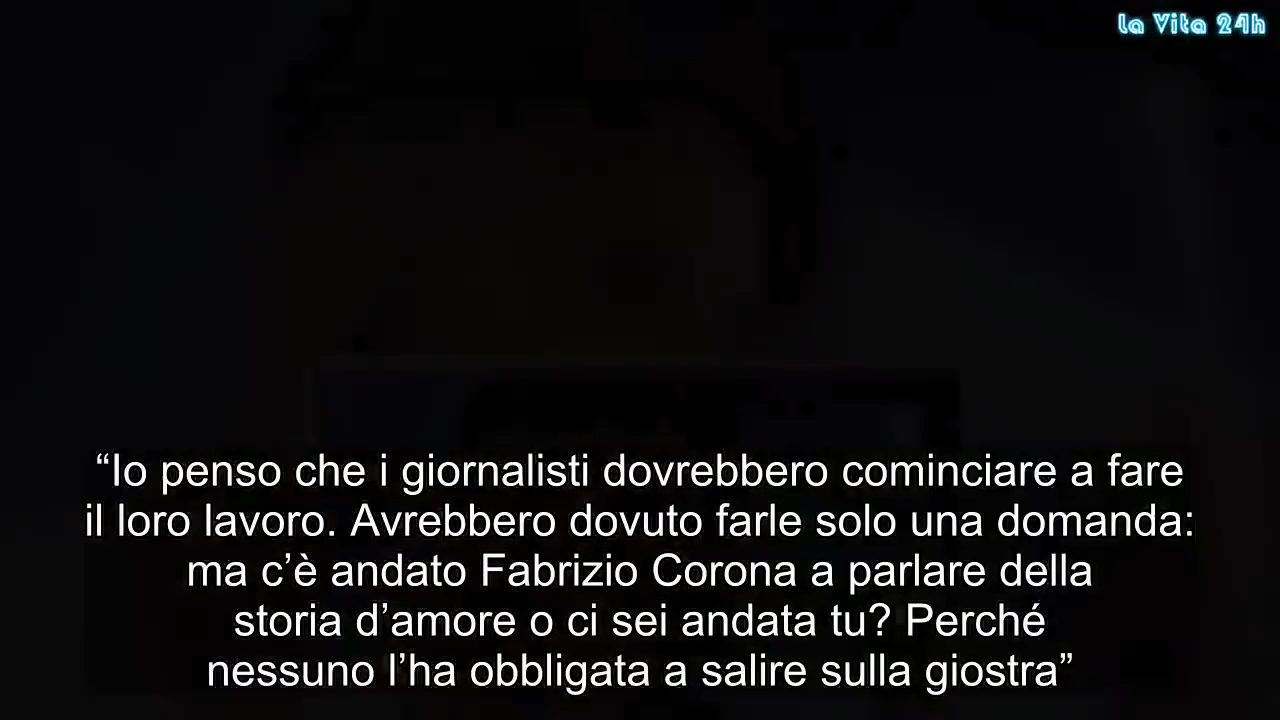 La Vita 24h
“Io penso che i giornalisti dovrebbero cominciare a fare
il loro lavoro. Avrebbero dovuto farle solo una domanda:
ma c’è andato Fabrizio Corona a parlare della
storia d’amore o ci sei andata tu? Perché
nessuno l’ha obbligata a salire sulla giostra”